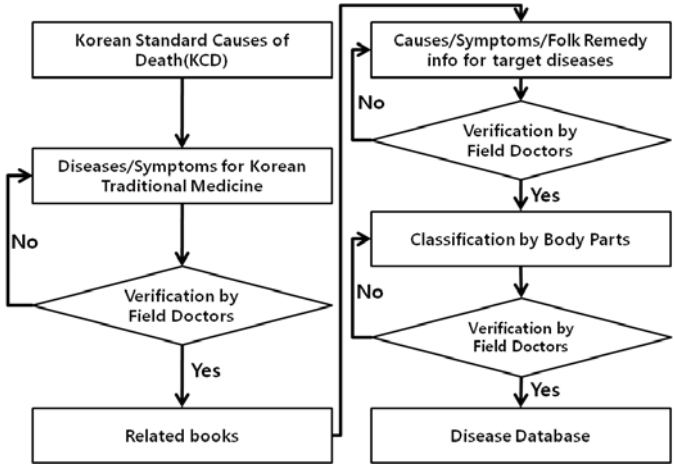 Korean Standard Causes of
Death(KCD)
Diseases/Symptoms for Korean
Traditional Medicine
No
Verification by
Field Doctors
Yes
Related books
Causes/Symptoms/Folk Remedy
info for target diseases
No
Verification by
Field Doctors
Yes
Classification by Body Parts
No
Verification by
Field Doctors
Yes
Disease Database